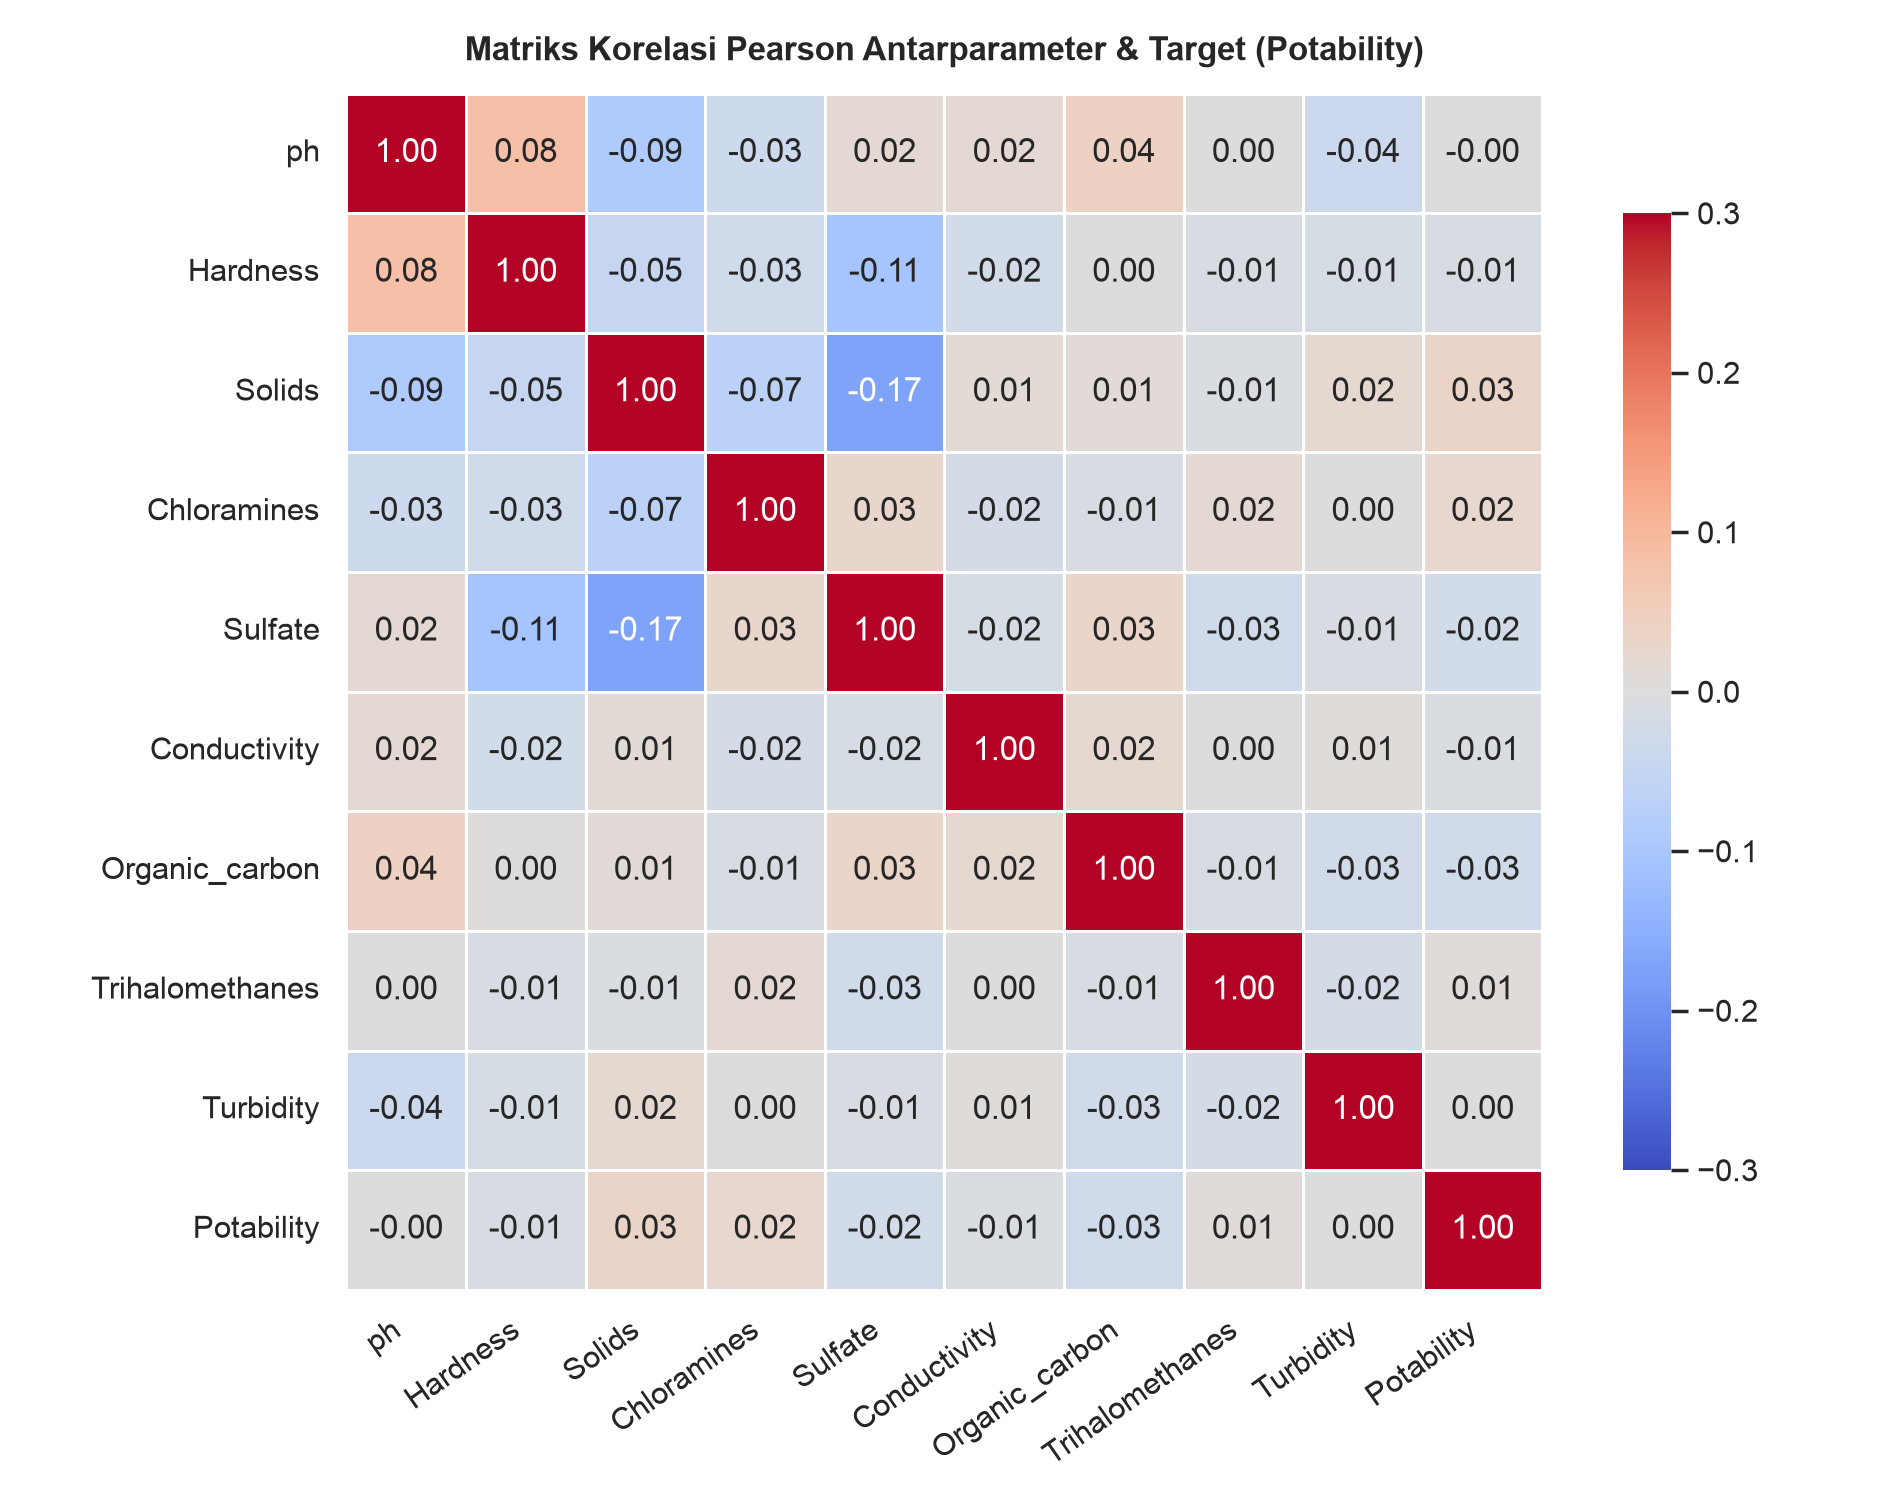 Matriks Korelasi Pearson Antarparameter & Target (Potability)
ph 1.00 0.08 -0.09 -0.03 0.02 0.02 0.04 0.00 -0.04 -0.00
Hardness 0.08 1.00 -0.05 -0.03 -0.11 -0.02 0.00 -0.01 -0.01 -0.01
Solids -0.09 -0.05 1.00 -0.07 -0.17 0.01 0.01 -0.01 0.02 0.03
Chloramines -0.03 -0.03 -0.07 1.00 0.03 -0.02 -0.01 0.02 0.00 0.02
Sulfate 0.02 -0.11 -0.17 0.03 1.00 -0.02 0.03 -0.03 -0.01 -0.02
Conductivity 0.02 -0.02 0.01 -0.02 -0.02 1.00 0.02 0.00 0.01 -0.01
Organic_carbon 0.04 0.00 0.01 -0.01 0.03 0.02 1.00 -0.01 -0.03 -0.03
Trihalomethanes 0.00 -0.01 -0.01 0.02 -0.03 0.00 -0.01 1.00 -0.02 0.01
Turbidity -0.04 -0.01 0.02 0.00 -0.01 0.01 -0.03 -0.02 1.00 0.00
Potability -0.00 -0.01 0.03 0.02 -0.02 -0.01 -0.03 0.01 0.00 1.00
ph Hardness Solids Chloramines Sulfate Conductivity Organic_carbon Trihalomethanes Turbidity Potability
0.3
0.2
0.1
0.0
−0.1
−0.2
−0.3